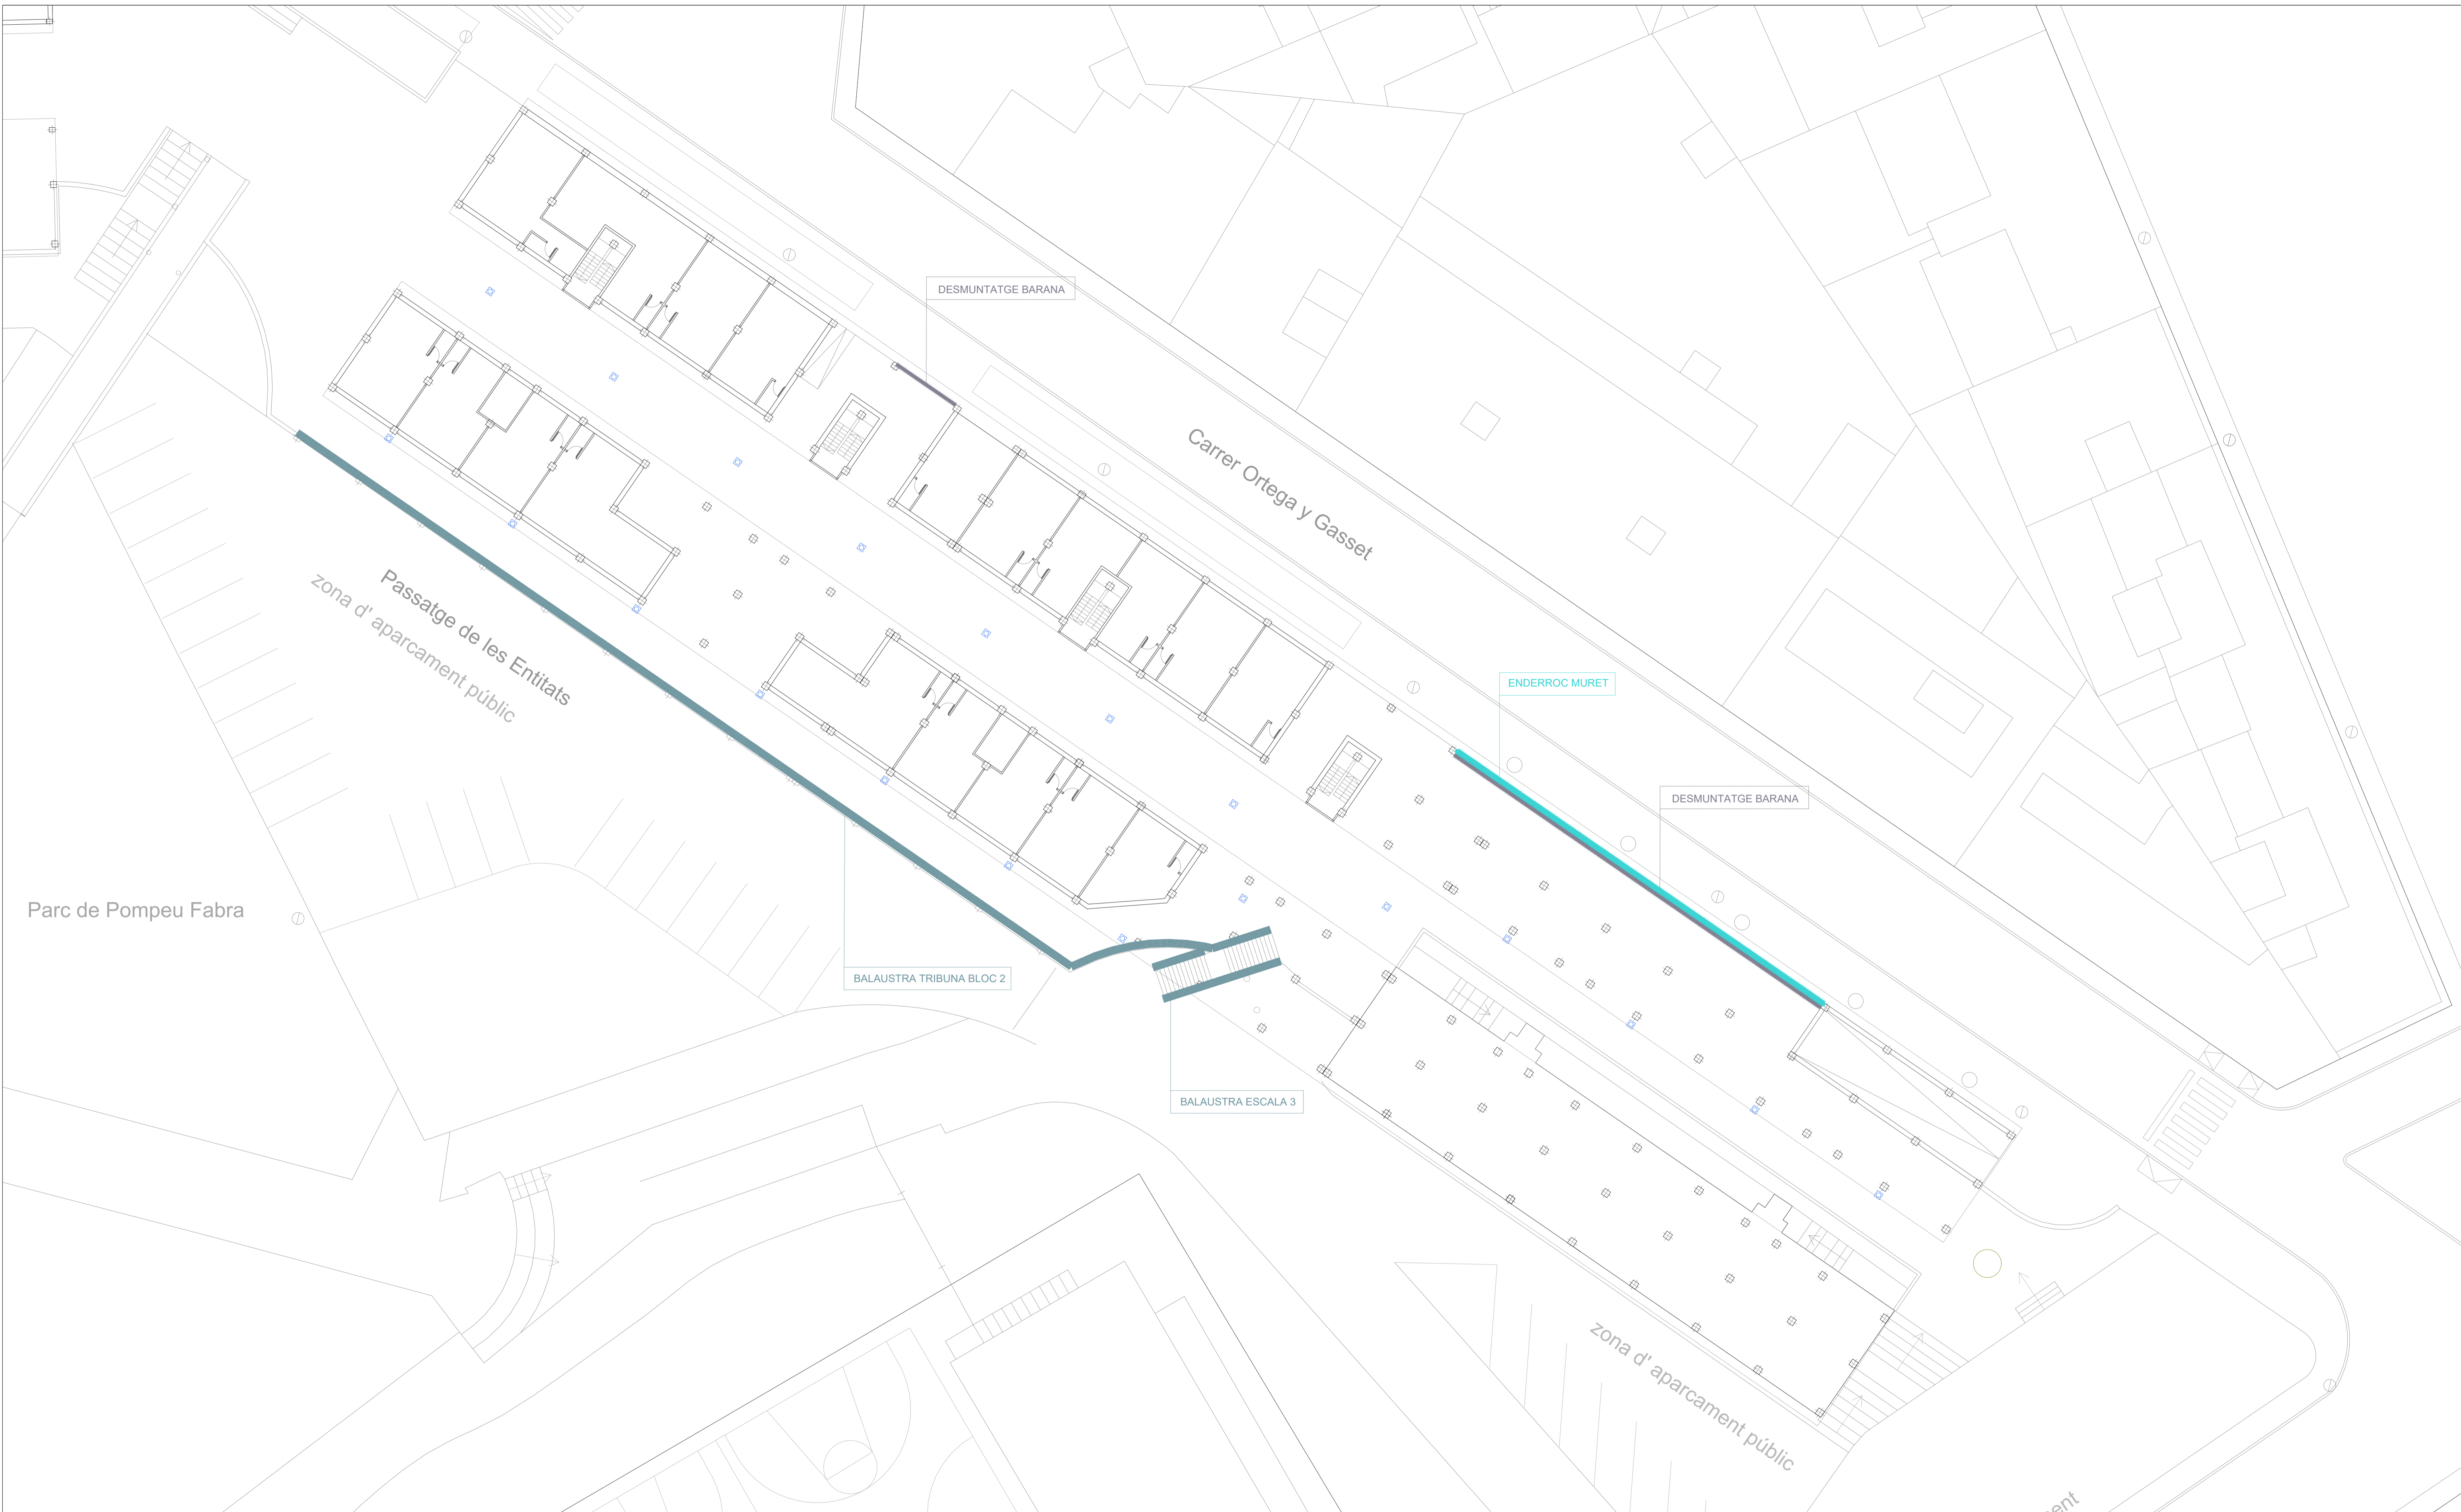 DESMUNTATGE BARANA
Carrer Ortega y Gasset
Passatge de les Entitats
zona d' aparcament públic
ENDERROC MURET
DESMUNTATGE BARANA
Parc de Pompeu Fabra
BALAUSTRA TRIBUNA BLOC 2
BALAUSTRA ESCALA 3
zona d' aparcament públic